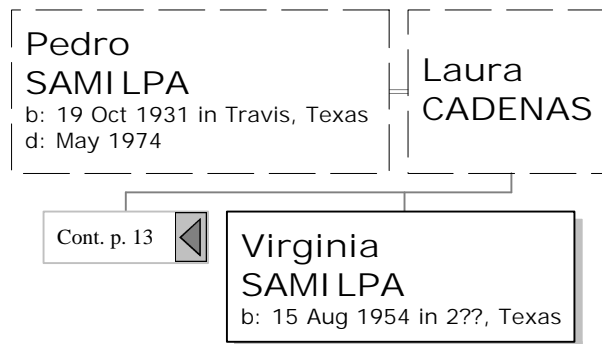 Pedro
SAMILPA
b: 19 Oct 1931 in Travis, Texas
d: May 1974
Laura
CADENAS
Cont. p. 13
Virginia
SAMILPA
b: 15 Aug 1954 in 2??, Texas